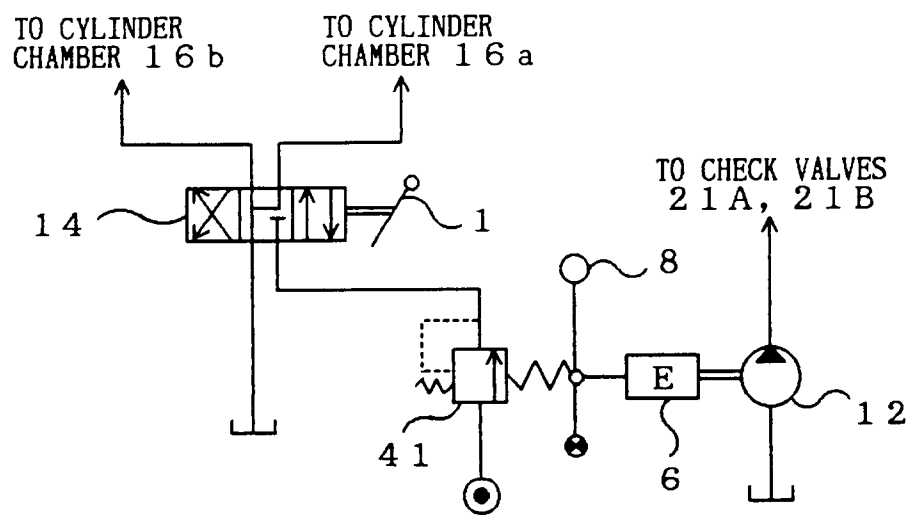 TO CYLINDER
CHAMBER 16b
TO CYLINDER
CHAMBER 16a
TO CHECK VALVES
21A, 21B
14
1
8
E
41
6
12